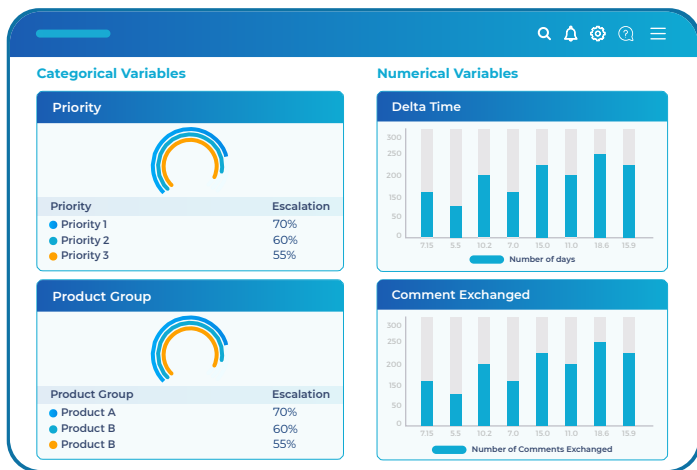 Categorical Variables
Priority
Priority Escalation
Priority 1 70%
Priority 2 60%
Priority 3 55%
Product Group
Product Group Escalation
Product A 70%
Product B 60%
Product B 55%
Numerical Variables
Delta Time
300
250
200
150
50
0
7.15 5.5 10.2 7.0 15.0 11.0 18.6 15.9
Number of days
Comment Exchanged
300
250
200
150
50
0
7.15 5.5 10.2 7.0 15.0 11.0 18.6 15.9
Number of Comments Exchanged